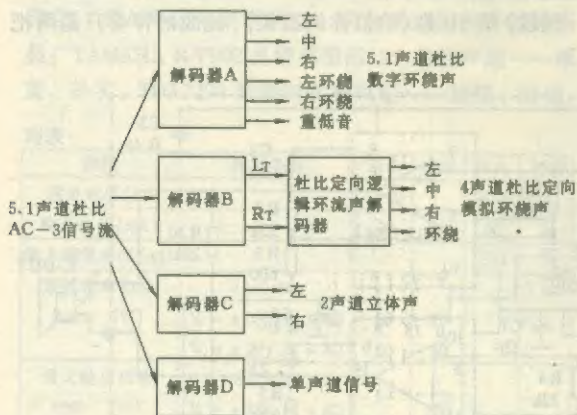 解码器A
左
中
右
左环绕
右环绕
重低音
5.1声道杜比
数字环绕声
5.1声道杜比
AC-3信号流
解码器B
LT
RT
杜比定向逻
辑环流声解
码器
左
中
右
环绕
4声道杜比定向
模拟环绕声
解码器C
左
右
2声道立体声
解码器D
单声道信号